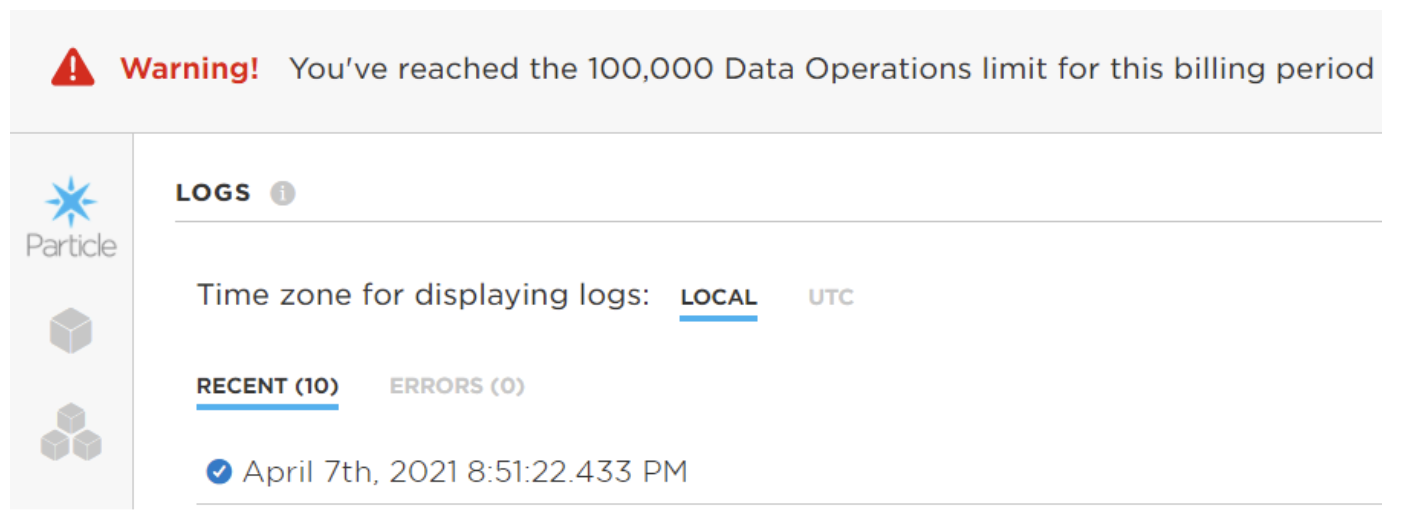 Warning! You've reached the 100,000 Data Operations limit for this billing period
Particle
LOGS i
Time zone for displaying logs: LOCAL UTC
RECENT (10) ERRORS (0)
April 7th, 2021 8:51:22.433 PM